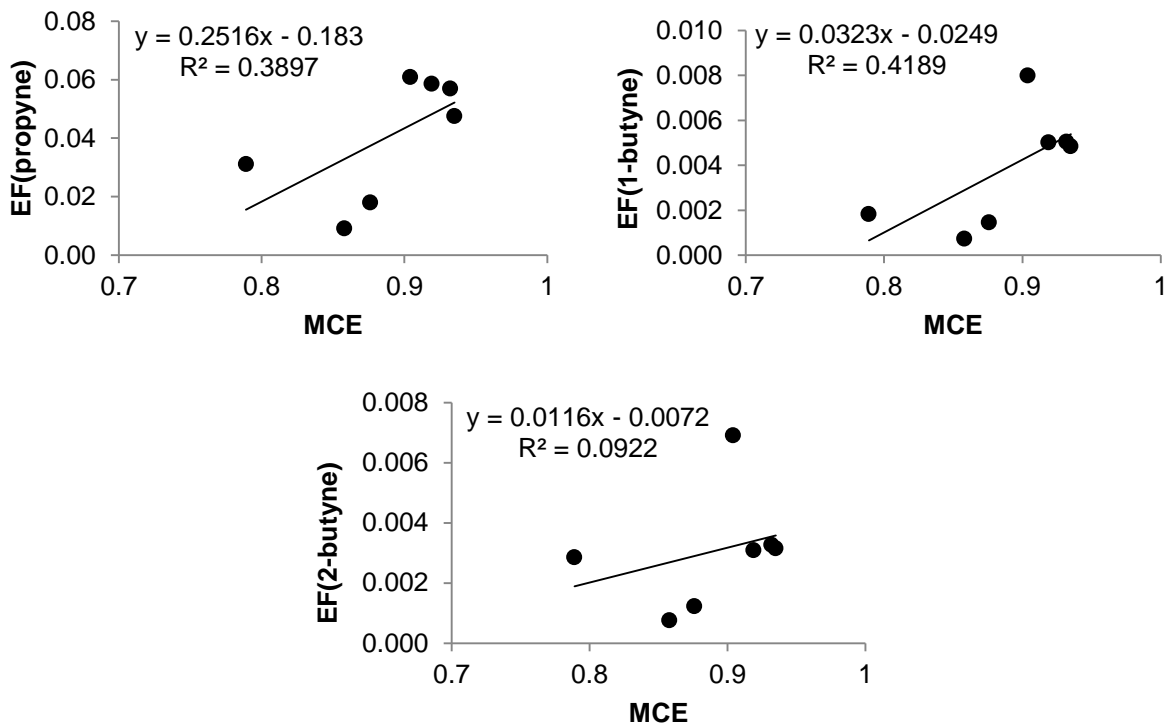 y = 0.2516x - 0.183
R² = 0.3897
0.08
0.06
0.04
0.02
0.00
EF(propyne)
0.7 0.8 0.9 1
MCE
y = 0.0323x - 0.0249
R² = 0.4189
0.010
0.008
0.006
0.004
0.002
0.000
EF(1-butyne)
0.7 0.8 0.9 1
MCE
y = 0.0116x - 0.0072
R² = 0.0922
0.008
0.006
0.004
0.002
0.000
EF(2-butyne)
0.7 0.8 0.9 1
MCE